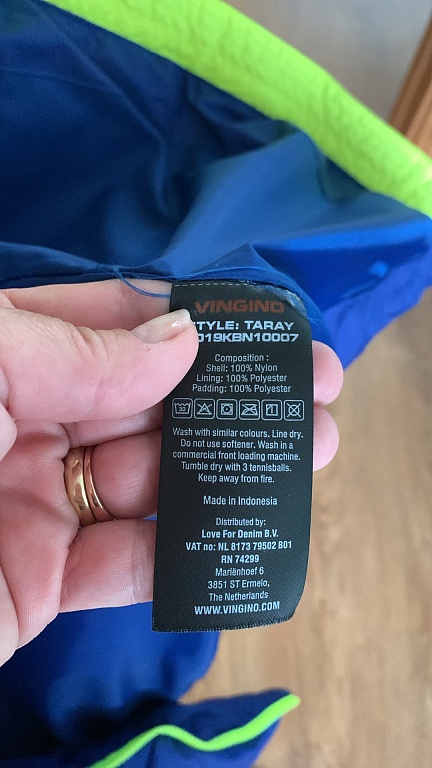 VINGINO
STYLE: TARAY
019KBN10007
Composition :
Shell: 100% Nylon
Lining: 100% Polyester
Padding: 100% Polyester
Wash with similar colours. Line dry.
Do not use softener. Wash in a
commercial front loading machine.
Tumble dry with 3 tennisballs.
Keep away from fire.
Made in Indonesia
Distributed by:
Love For Denim B.V.
VAT no: NL 8173 79502 B01
RN 74299
Mariënhoef 6
3851 ST Ermelo,
The Netherlands
WWW.VINGINO.COM